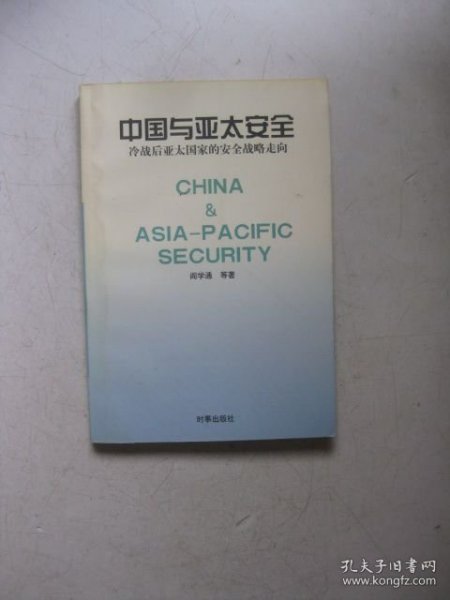 中国与亚太安全
冷战后亚太国家的安全战略走向
CHINA
&
ASIA-PACIFIC
SECURITY
阎学通 等著
时事出版社
孔夫子旧书网
www.kongfz.com